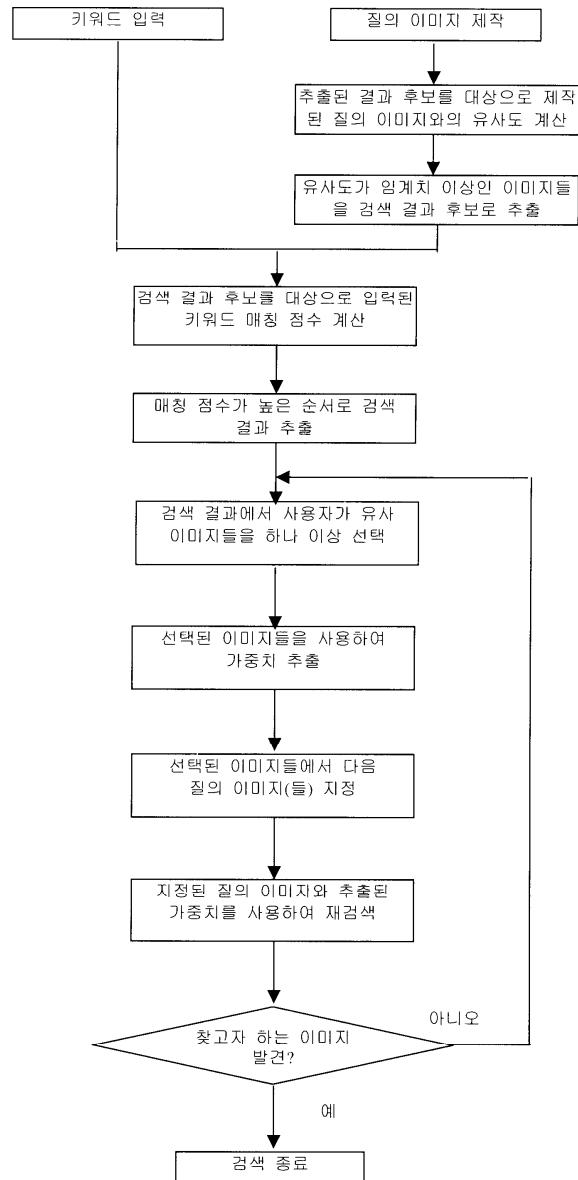 키워드 입력
질의 이미지 제작
추출된 결과 후보를 대상으로 제작
된 질의 이미지와의 유사도 계산
유사도가 임계치 이상인 이미지들
을 검색 결과 후보로 추출
검색 결과 후보를 대상으로 입력된
키워드 매칭 점수 계산
매칭 점수가 높은 순서로 검색
결과 추출
검색 결과에서 사용자가 유사
이미지들을 하나 이상 선택
선택된 이미지들을 사용하여
가중치 추출
선택된 이미지들에서 다음
질의 이미지(들) 지정
지정된 질의 이미자와 추출된
가중치를 사용하여 재검색
찾고자 하는 이미지
발견?
아니오
예
검색 종료